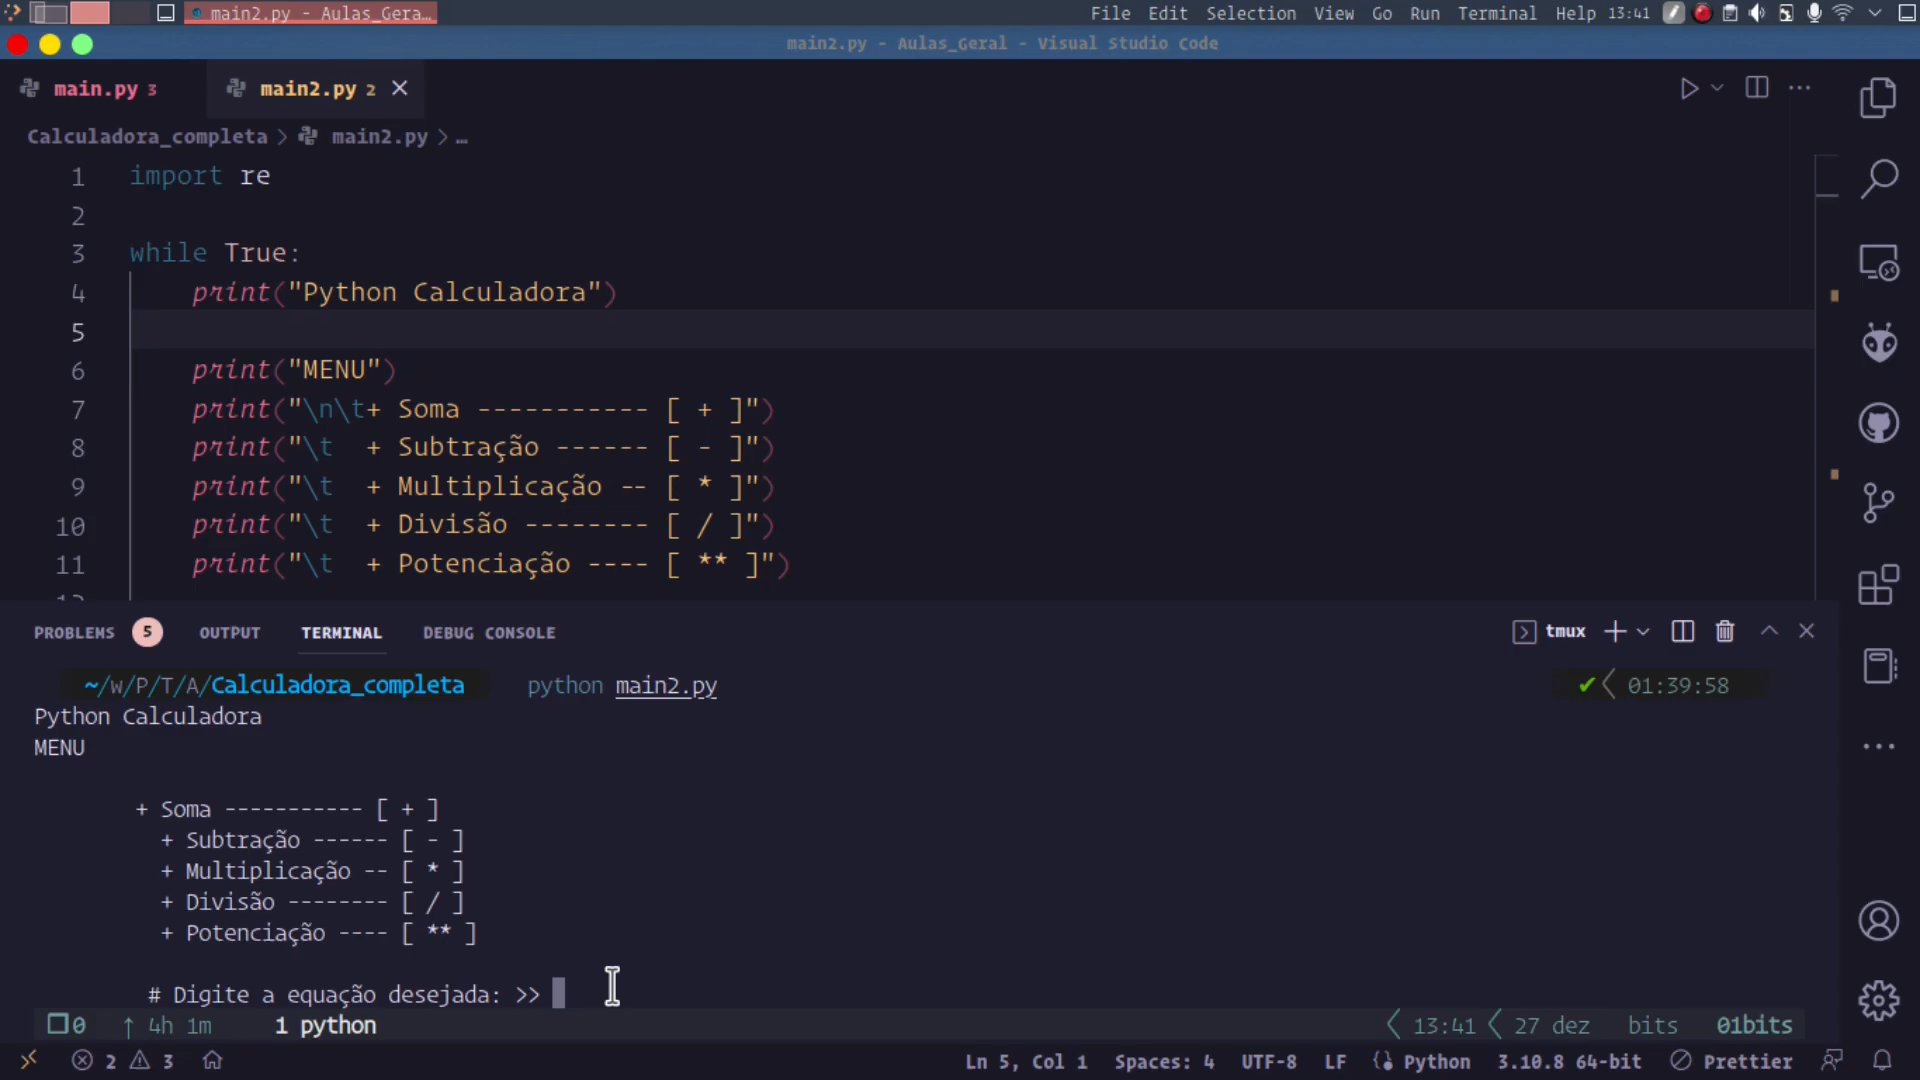 main2.py - Aulas_Gera…
File Edit Selection View Go Run Terminal Help 13:41
main2.py - Aulas_Geral - Visual Studio Code
main.py 3
main2.py 2
Calculadora_completa > main2.py > …
1 import re
2
3 while True:
4 print("Python Calculadora")
5
6 print("MENU")
7 print("\n\t+ Soma ----------- [ + ]")
8 print("\t  + Subtração ------ [ - ]")
9 print("\t  + Multiplicação -- [ * ]")
10 print("\t  + Divisão -------- [ / ]")
11 print("\t  + Potenciação ---- [ ** ]")
PROBLEMS 5 OUTPUT TERMINAL DEBUG CONSOLE
tmux
~/w/P/T/A/Calculadora_completa python main2.py
✔ 01:39:58
Python Calculadora
MENU
+ Soma ----------- [ + ]
+ Subtração ------ [ - ]
+ Multiplicação -- [ * ]
+ Divisão -------- [ / ]
+ Potenciação ---- [ ** ]
# Digite a equação desejada: >>
0 ↑ 4h 1m 1 python
13:41 27 dez bits 01bits
2 3
Ln 5, Col 1 Spaces: 4 UTF-8 LF Python 3.10.8 64-bit Prettier